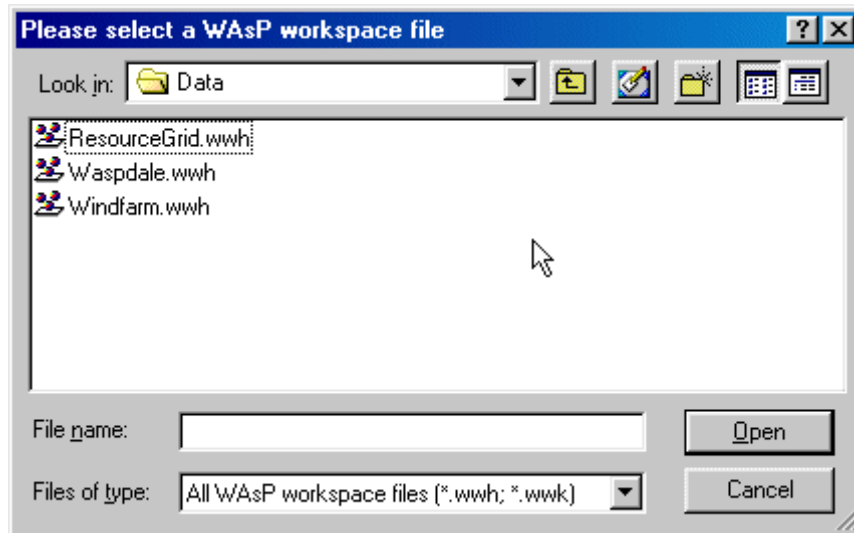 Please select a WAsP workspace file
Look in: Data
ResourceGrid.wwh
Waspdale.wwh
Windfarm.wwh
File name: Open
Files of type: All WAsP workspace files (*.wwh; *.wwk) Cancel